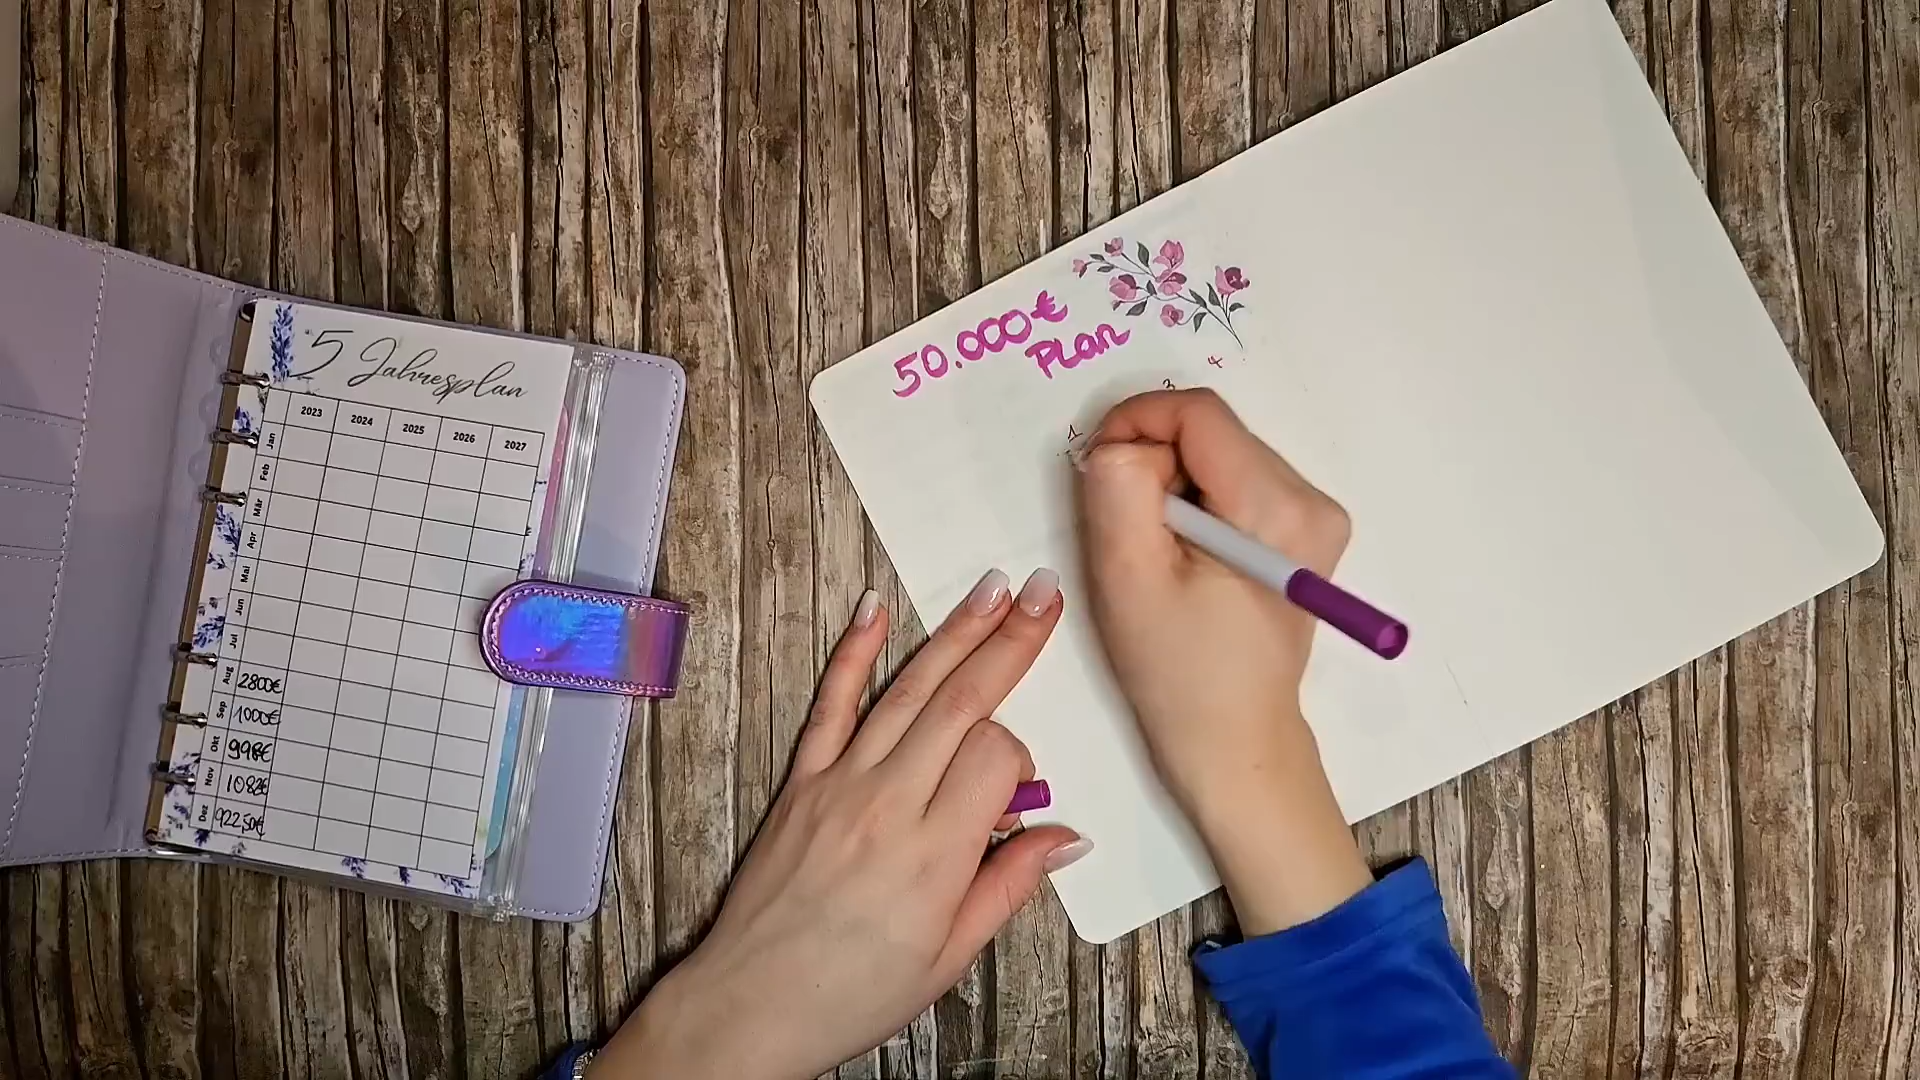 5 Jahresplan
2023 2024 2025 2026 2027
Jan
Feb
Mär
Apr
Mai
Jun
Jul
Aug 2800€
Sep 1000€
Okt 998€
Nov 1082€
Dez 922,50€
50.000€
Plan
1
3
4